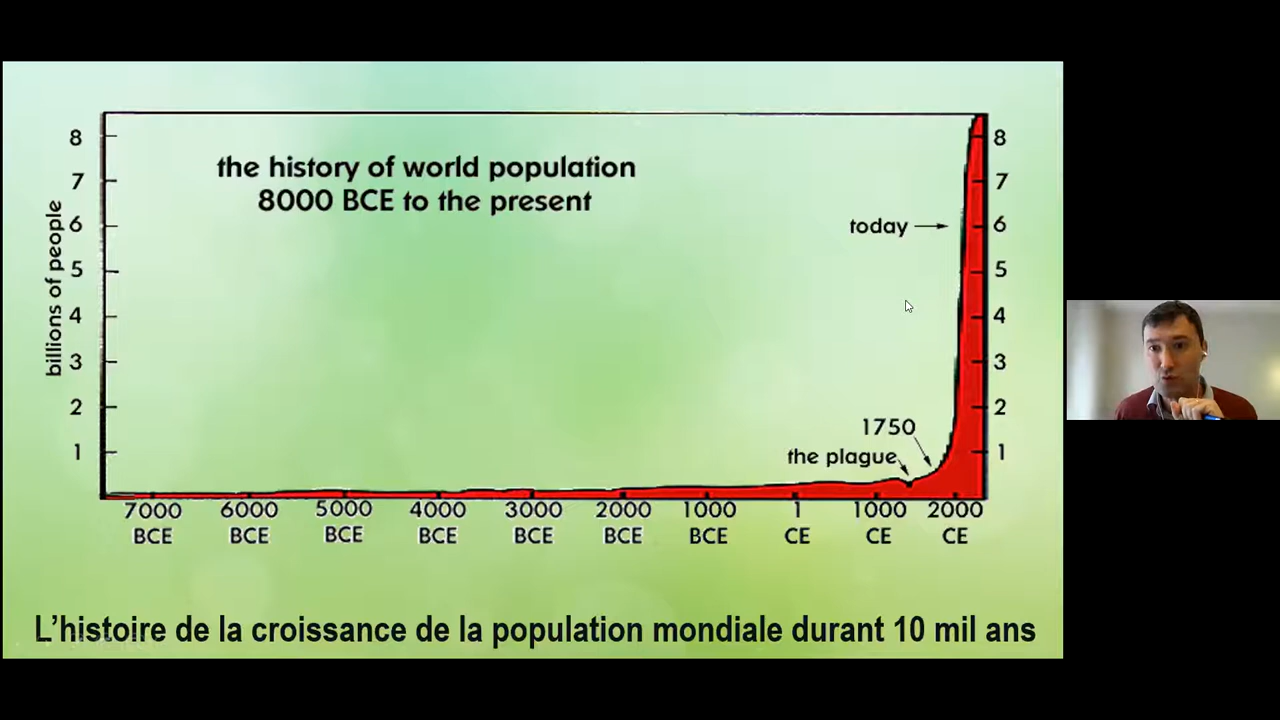 the history of world population
8000 BCE to the present
billions of people
8
7
6
5
4
3
2
1
8
7
6
5
4
3
2
1
today
1750
the plague
7000 6000 5000 4000 3000 2000 1000 1 1000 2000
BCE BCE BCE BCE BCE BCE BCE CE CE CE
L’histoire de la croissance de la population mondiale durant 10 mil ans